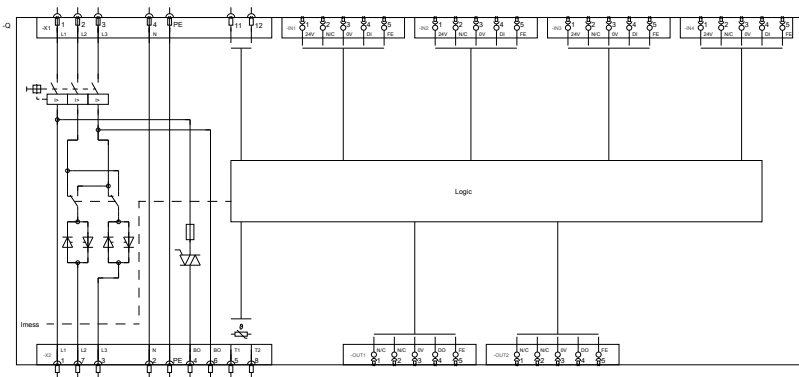 -Q
-X1 1 2 3 4 PE 11 12
L1 L2 L3 N
-IN1 1 2 3 4 5
24V N/C 0V DI FE
-IN2 1 2 3 4 5
24V N/C 0V DI FE
-IN3 1 2 3 4 5
24V N/C 0V DI FE
-IN4 1 2 3 4 5
24V N/C 0V DI FE
I> I> I>
Logic
Imess
ϑ
L1 L2 L3 N BO BO T1 T2
-X2 1 7 3 2 PE 4 6 5 8
N/C N/C 0V DO FE
-OUT1 1 2 3 4 5
N/C N/C 0V DO FE
-OUT2 1 2 3 4 5